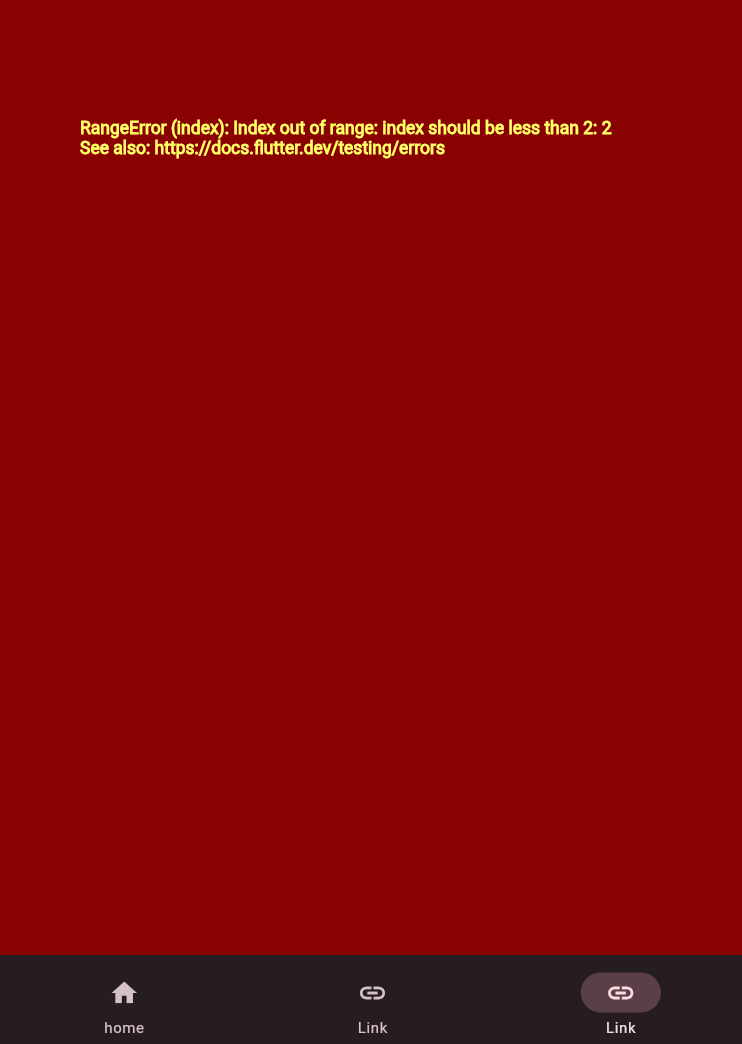 RangeError (index): Index out of range: index should be less than 2: 2
See also: https://docs.flutter.dev/testing/errors
home
Link
Link